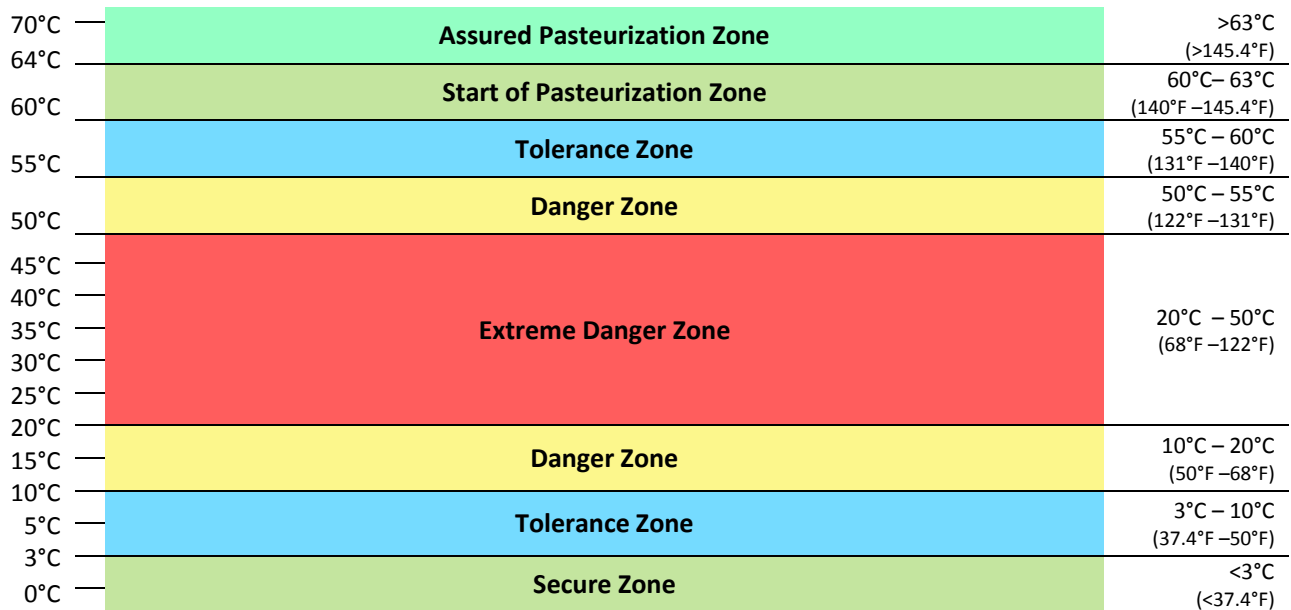 70°C
Assured Pasteurization Zone
>63°C
(>145.4°F)
64°C
Start of Pasteurization Zone
60°C– 63°C
(140°F –145.4°F)
60°C
Tolerance Zone
55°C – 60°C
(131°F –140°F)
55°C
Danger Zone
50°C – 55°C
(122°F –131°F)
50°C
45°C
40°C
35°C
Extreme Danger Zone
20°C – 50°C
(68°F –122°F)
30°C
25°C
20°C
Danger Zone
10°C – 20°C
(50°F –68°F)
15°C
10°C
Tolerance Zone
3°C – 10°C
(37.4°F –50°F)
5°C
3°C
Secure Zone
<3°C
(<37.4°F)
0°C